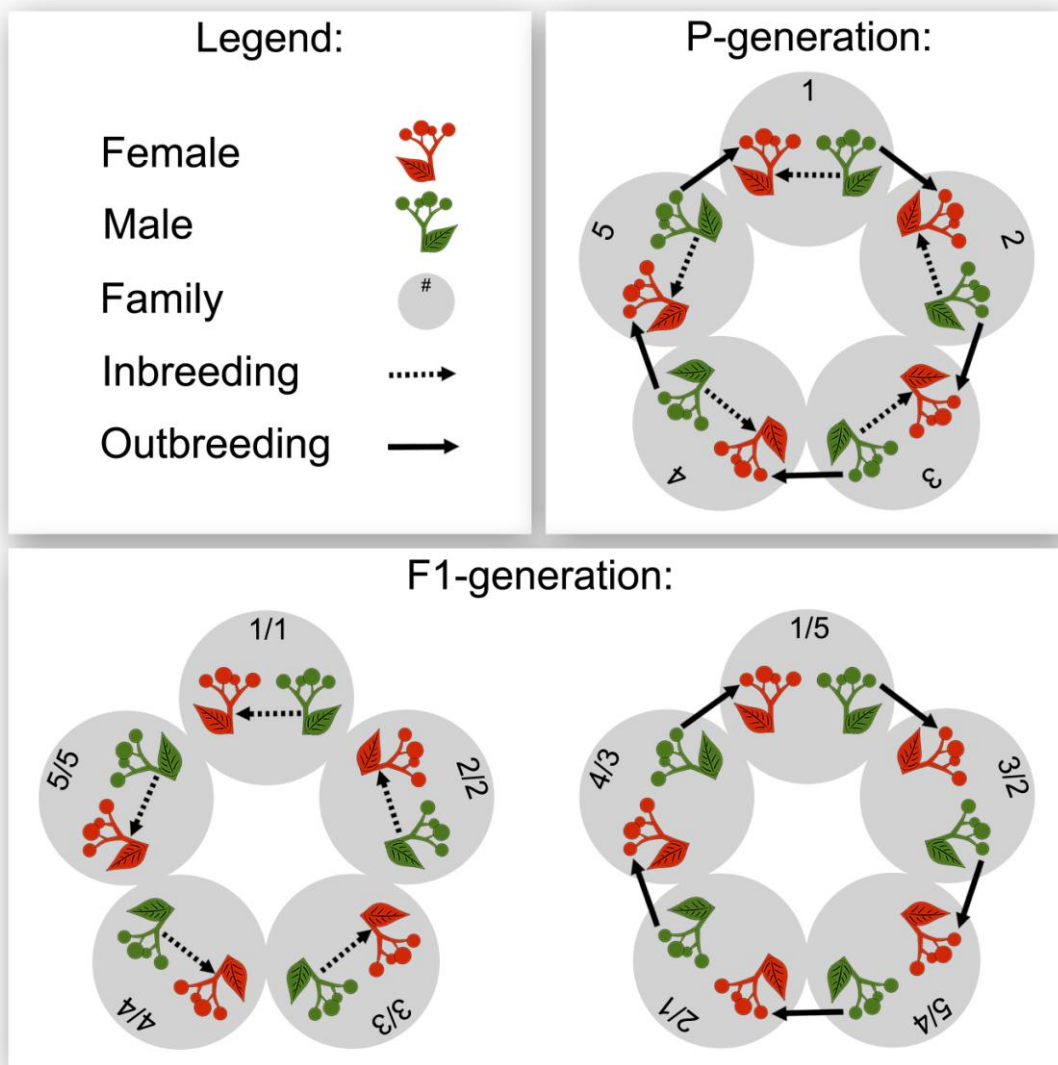 Legend:
Female
Male
Family
#
Inbreeding
Outbreeding
P-generation:
1
2
3
4
5
F1-generation:
1/1
2/2
3/3
4/4
5/5
1/5
3/2
5/4
2/1
4/3